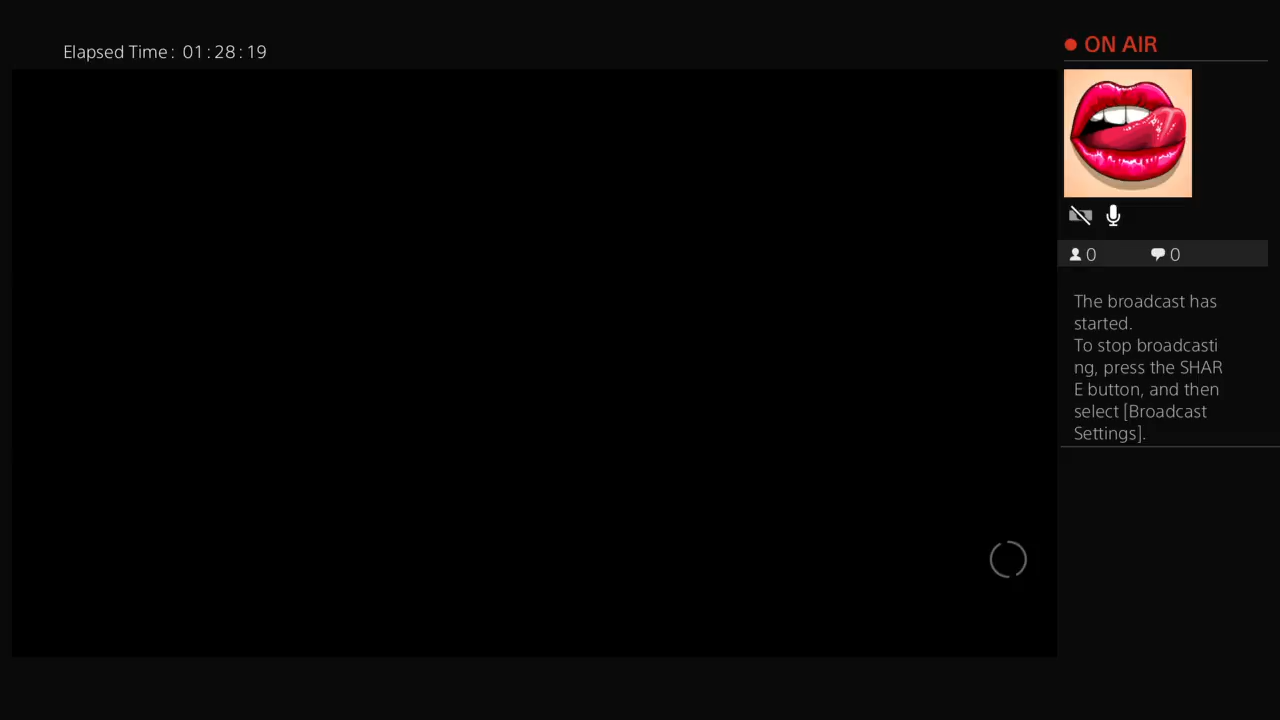 Elapsed Time: 01:28:19
ON AIR
0 0
The broadcast has
started.
To stop broadcasti
ng, press the SHAR
E button, and then
select [Broadcast
Settings].